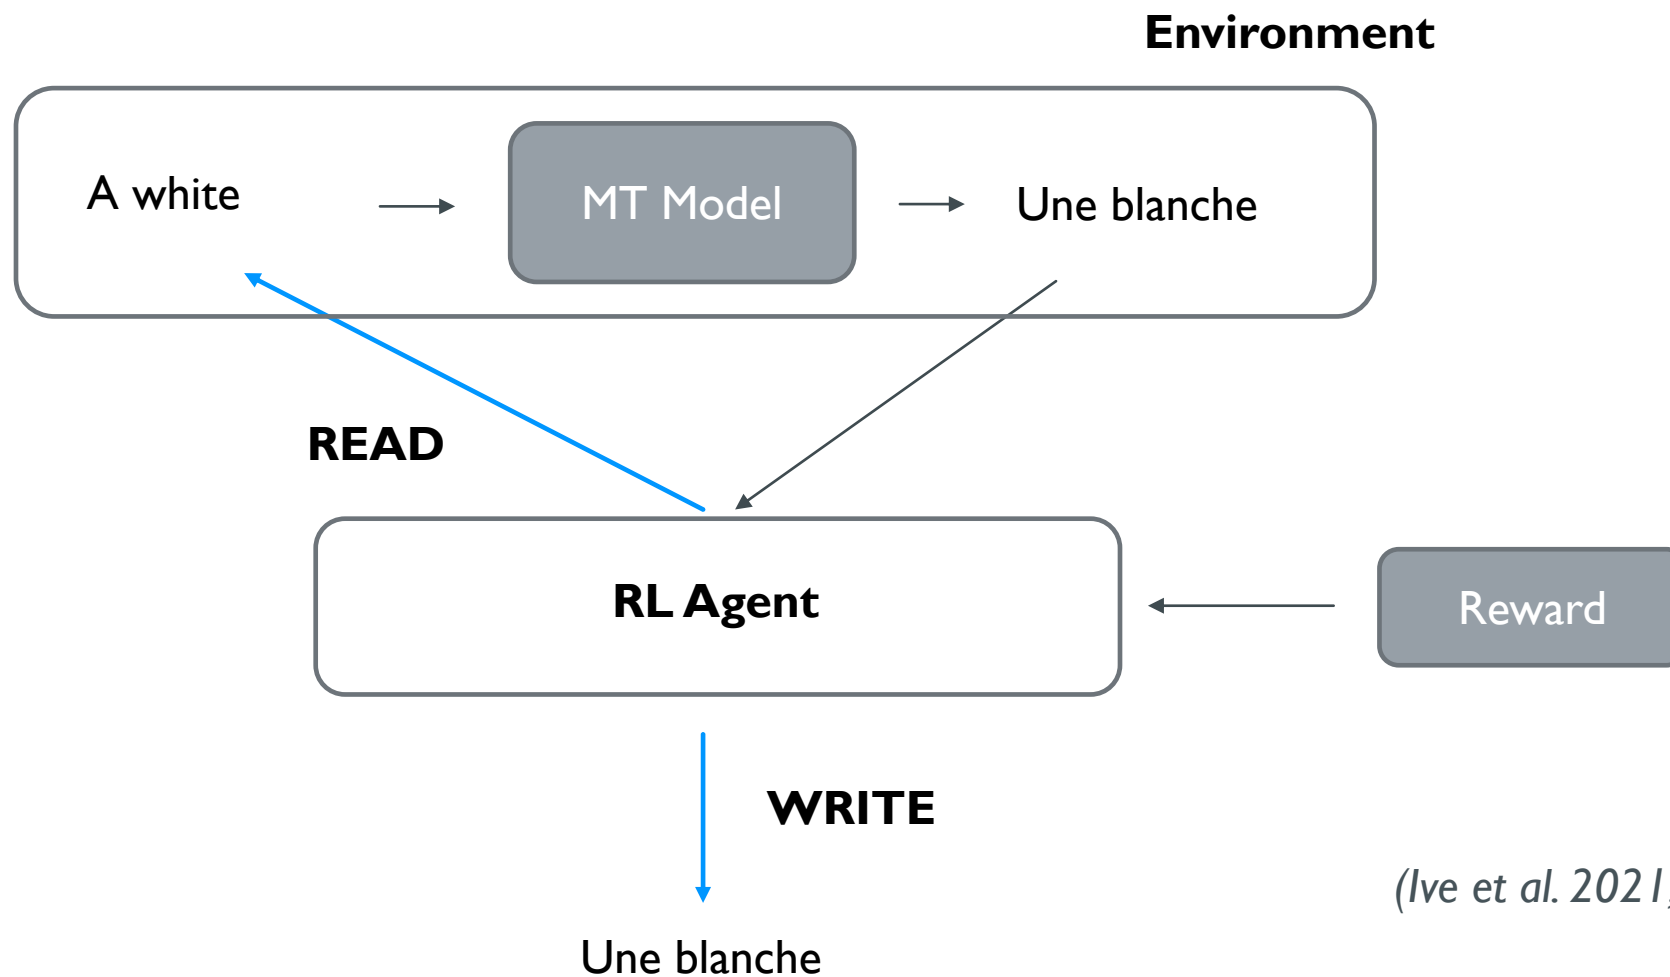 Environment
A white
MT Model
Une blanche
READ
RL Agent
Reward
WRITE
(Ive et al. 2021,
Une blanche